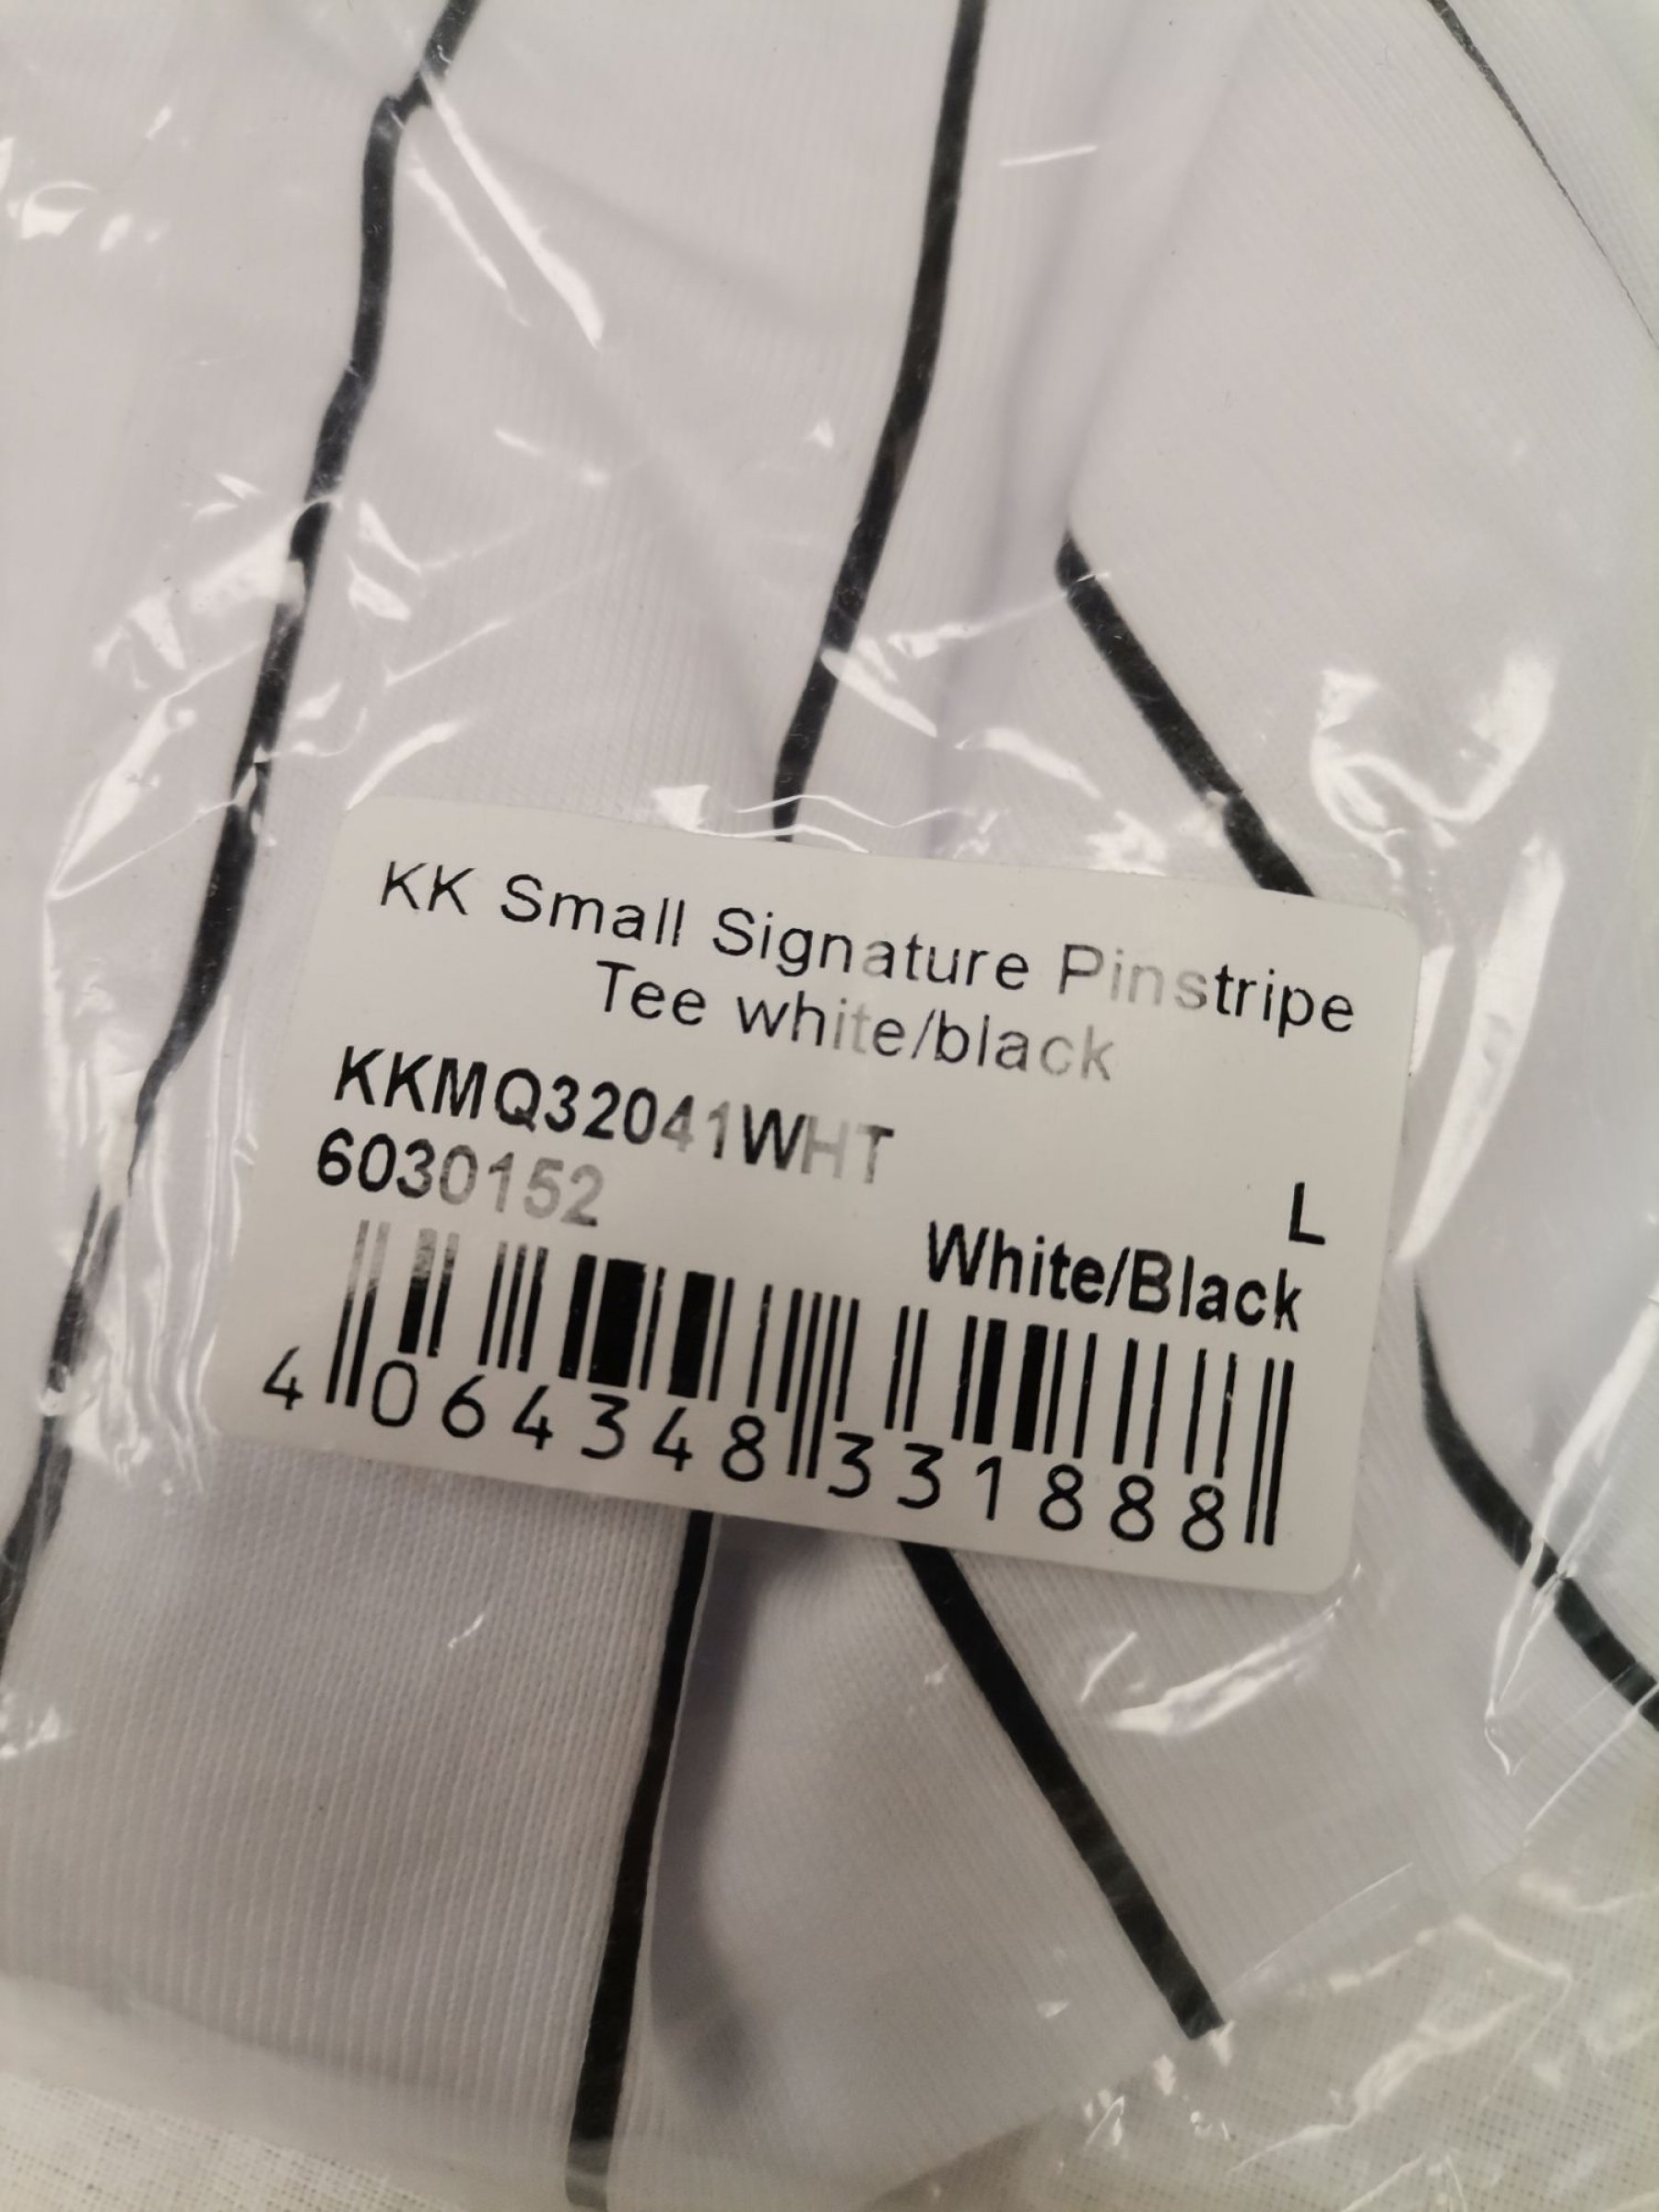 KK Small Signature Pinstripe
Tee white/black
KKMQ32041WHT
6030152
L
White/Black
4 064348 331888